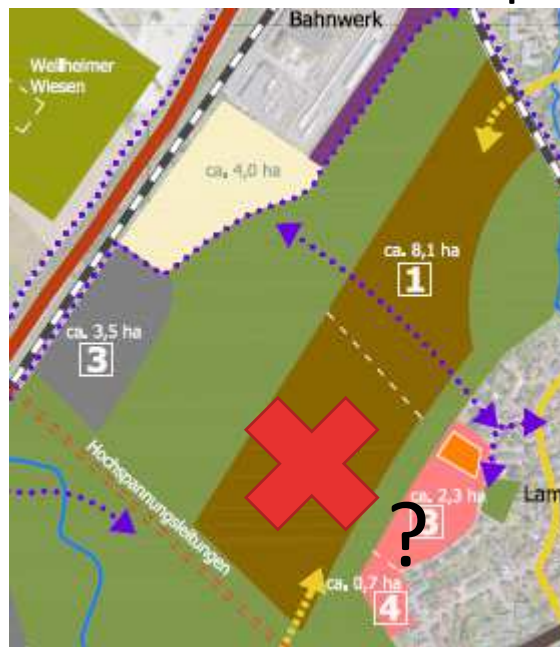 Bahnwerk
Weilheimer
Wiesen
ca. 4,0 ha
ca. 8,1 ha
1
ca. 3,5 ha
3
Hochspannungsleitungen
ca. 2,3 ha
3
?
Lam
ca. 0,7 ha
4